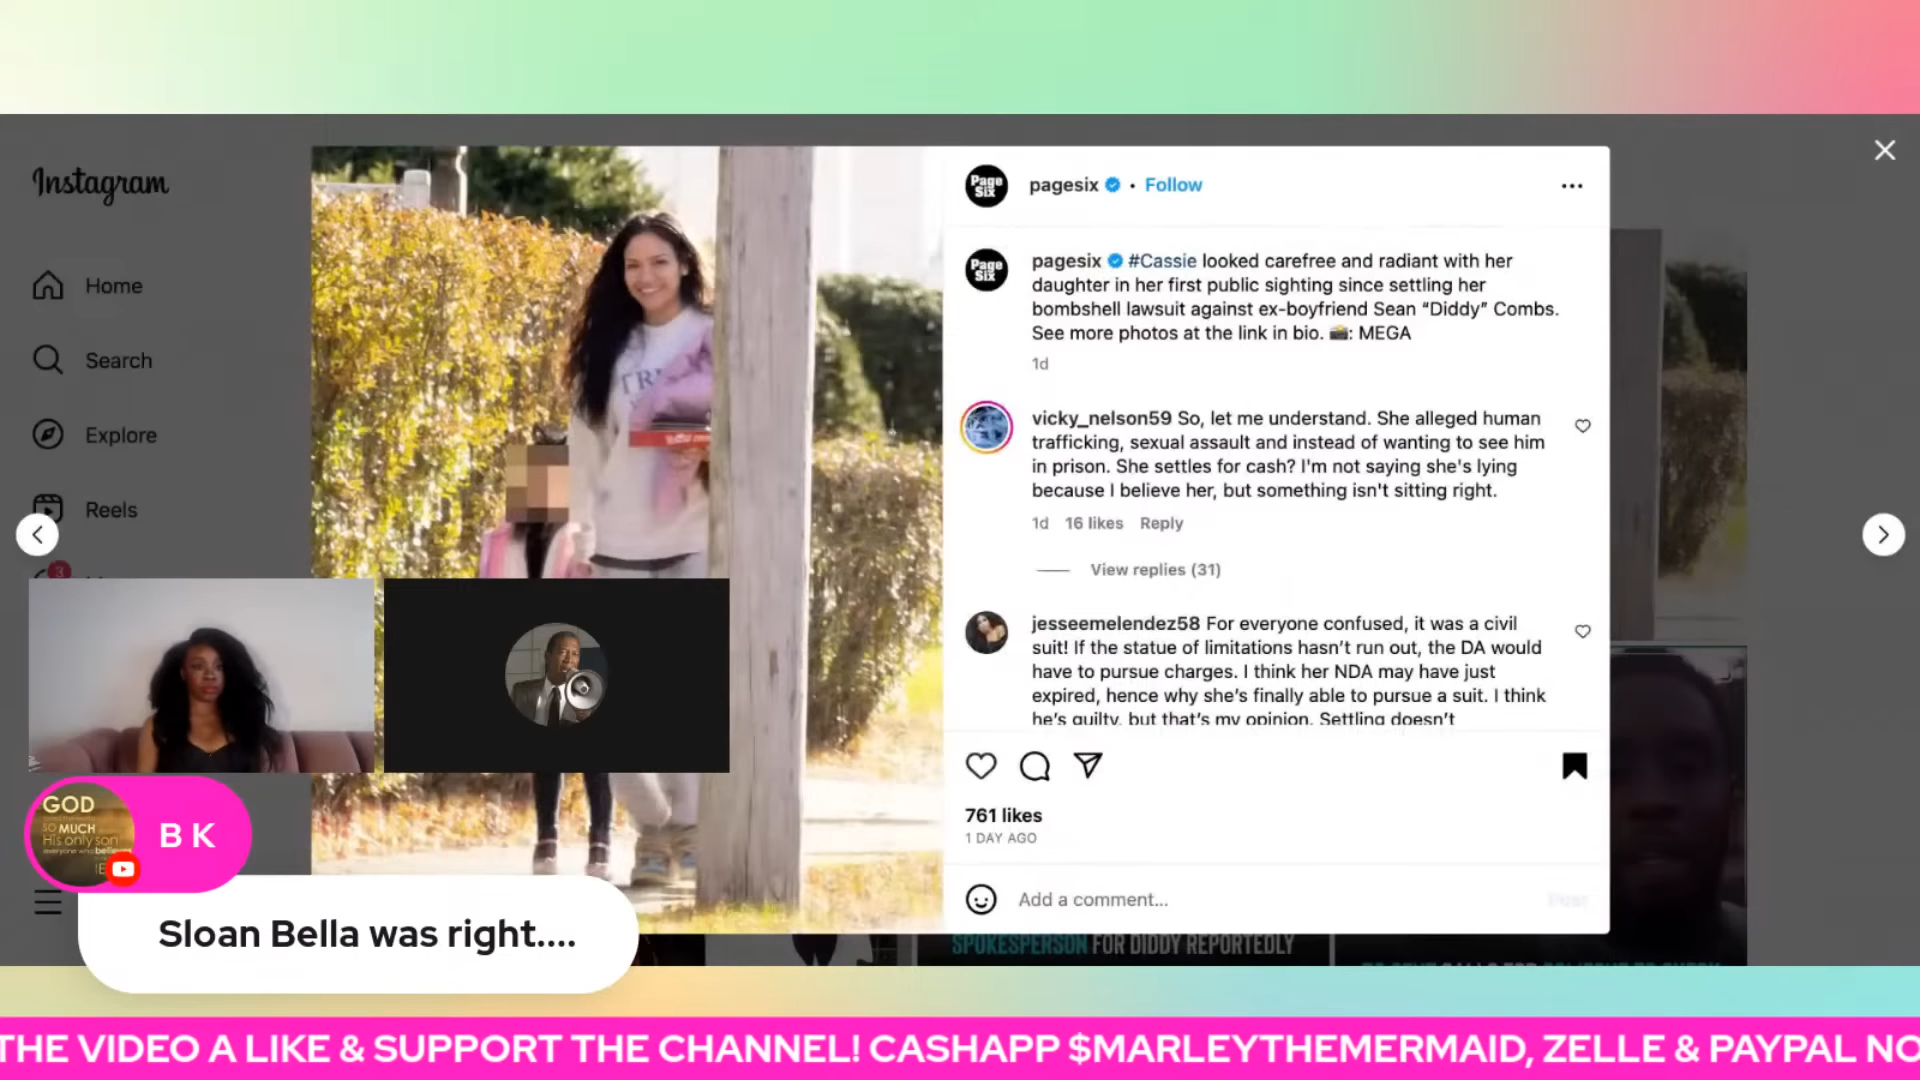 Instagram
Home
Search
Explore
Reels
3
Page
Six
pagesix • Follow
Page
Six
pagesix #Cassie looked carefree and radiant with her
daughter in her first public sighting since settling her
bombshell lawsuit against ex-boyfriend Sean “Diddy” Combs.
See more photos at the link in bio. 📸: MEGA
1d
vicky_nelson59 So, let me understand. She alleged human
trafficking, sexual assault and instead of wanting to see him
in prison. She settles for cash? I'm not saying she's lying
because I believe her, but something isn't sitting right.
1d 16 likes Reply
View replies (31)
jesseemelendez58 For everyone confused, it was a civil
suit! If the statue of limitations hasn’t run out, the DA would
have to pursue charges. I think her NDA may have just
expired, hence why she’s finally able to pursue a suit. I think
he’s guilty, but that’s my opinion. Settling doesn’t
761 likes
1 DAY AGO
Add a comment...
Post
SPOKESPERSON FOR DIDDY REPORTEDLY
GOD
SO MUCH
His only son
B K
Sloan Bella was right....
THE VIDEO A LIKE & SUPPORT THE CHANNEL! CASHAPP $MARLEYTHEMERMAID, ZELLE & PAYPAL NO